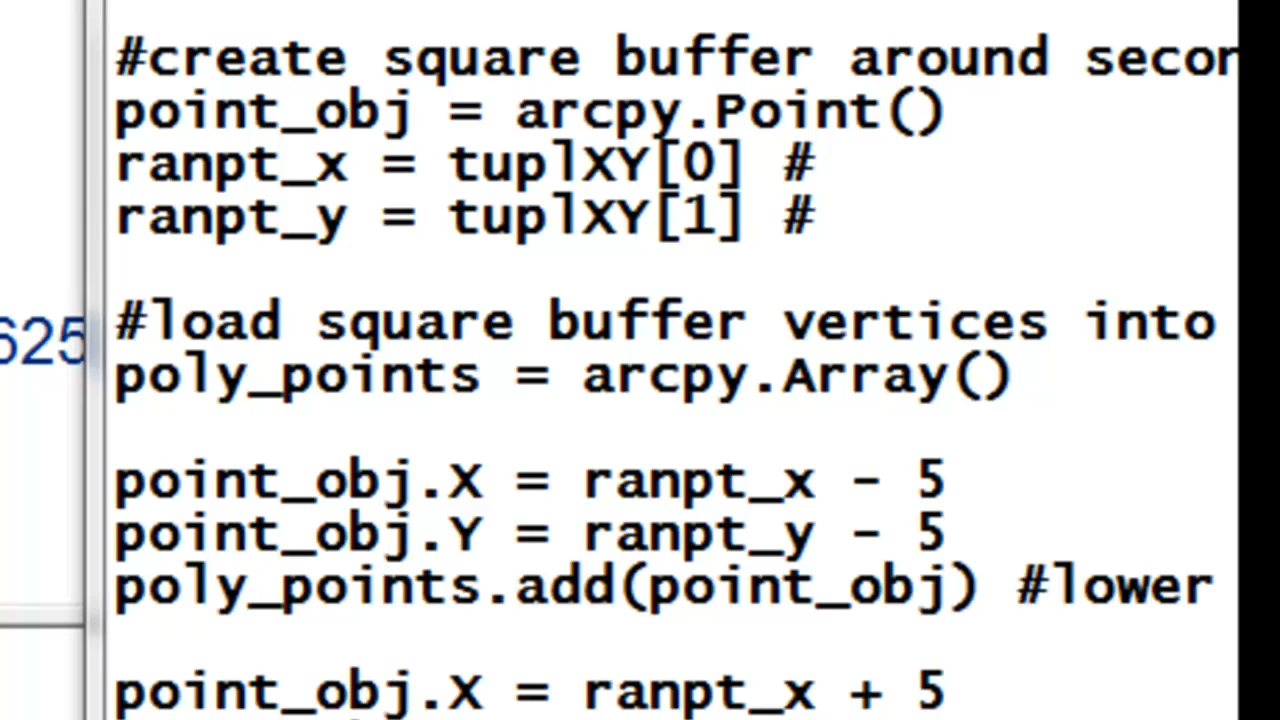 #create square buffer around
point_obj = arcpy.Point()
ranpt_x = tuplXY[0] #
ranpt_y = tuplXY[1] #
#load square buffer vertices into
625
poly_points = arcpy.Array()
point_obj.X = ranpt_x - 5
point_obj.Y = ranpt_y - 5
poly_points.add(point_obj) #lower
point_obj.X = ranpt_x + 5